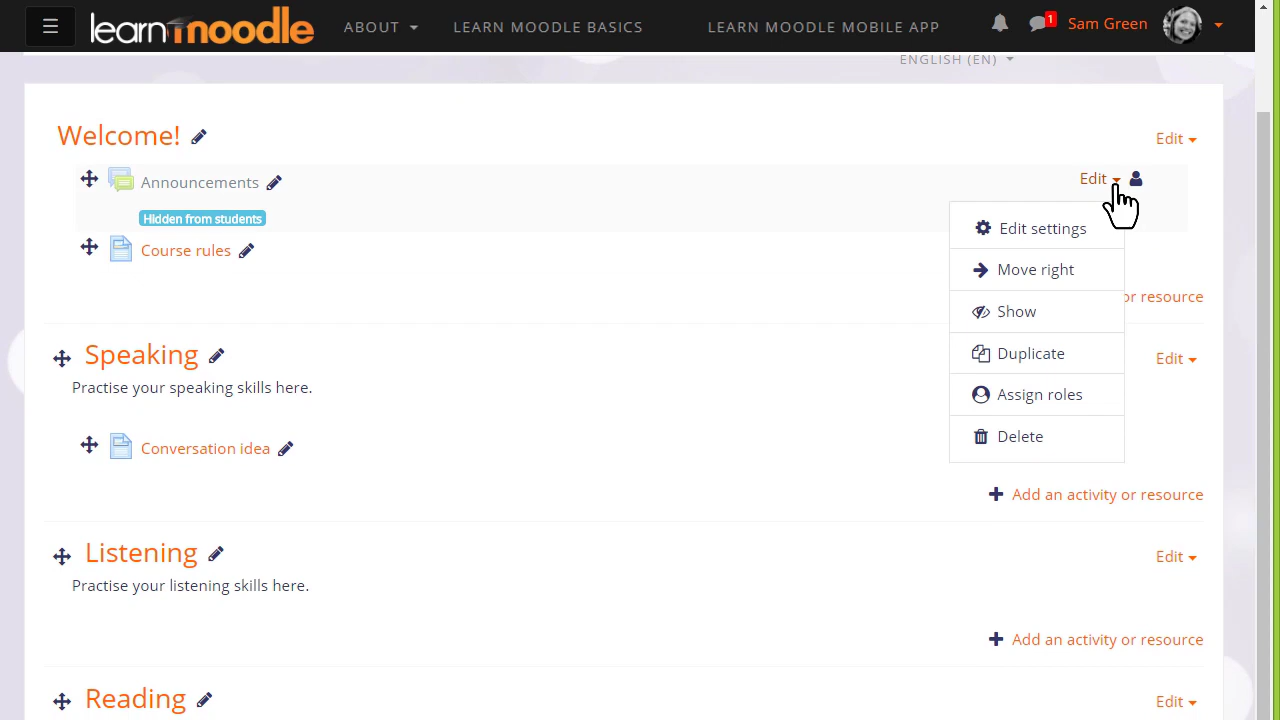 learnmoodle ABOUT LEARN MOODLE BASICS LEARN MOODLE MOBILE APP 1 Sam Green
ENGLISH (EN)
Welcome! Edit
Announcements Edit
Hidden from students
Edit settings
Course rules
Move right
or resource
Show
Speaking Edit
Duplicate
Practise your speaking skills here.
Assign roles
Delete
Conversation idea
Add an activity or resource
Listening Edit
Practise your listening skills here.
Add an activity or resource
Reading Edit